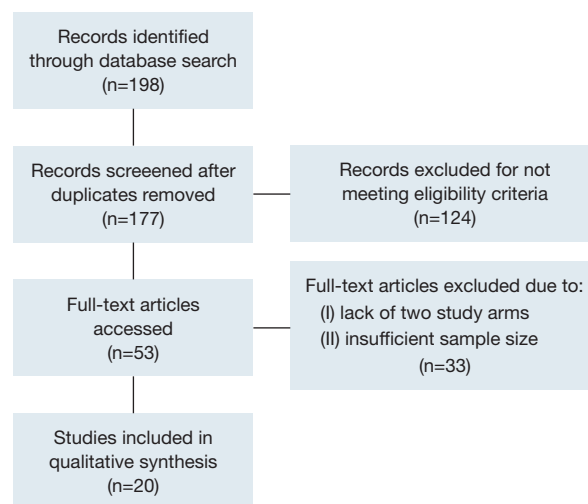 Records identified
through database search
(n=198)
Records screeened after
duplicates removed
(n=177)
Records excluded for not
meeting eligibility criteria
(n=124)
Full-text articles
accessed
(n=53)
Full-text articles excluded due to:
(I) lack of two study arms
(II) insufficient sample size
(n=33)
Studies included in
qualitative synthesis
(n=20)